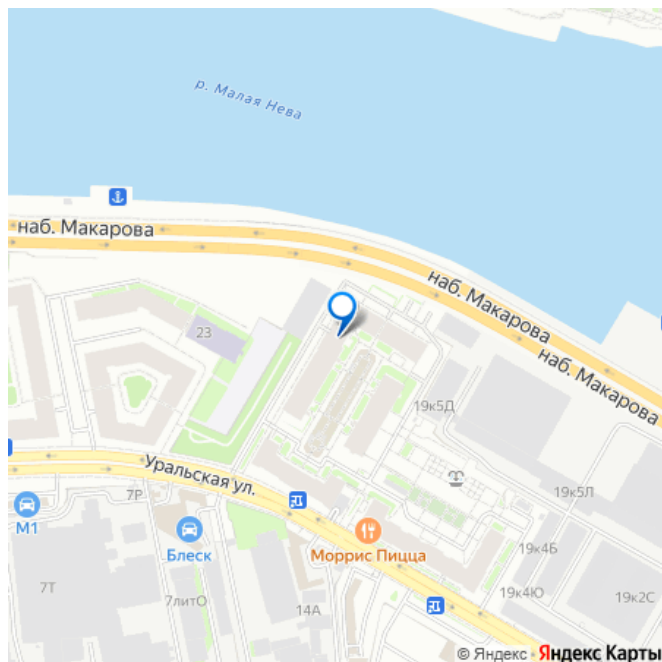 р. Малая Нева
наб. Макарова
наб. Макарова
наб. Макарова
23
19к5Д
Уральская ул.
7Р
19к5Л
М1
Блеск
Моррис Пицца
19к4Б
7Т
7литО
14А
19к4Ю
19к2С
© Яндекс Яндекс Карты